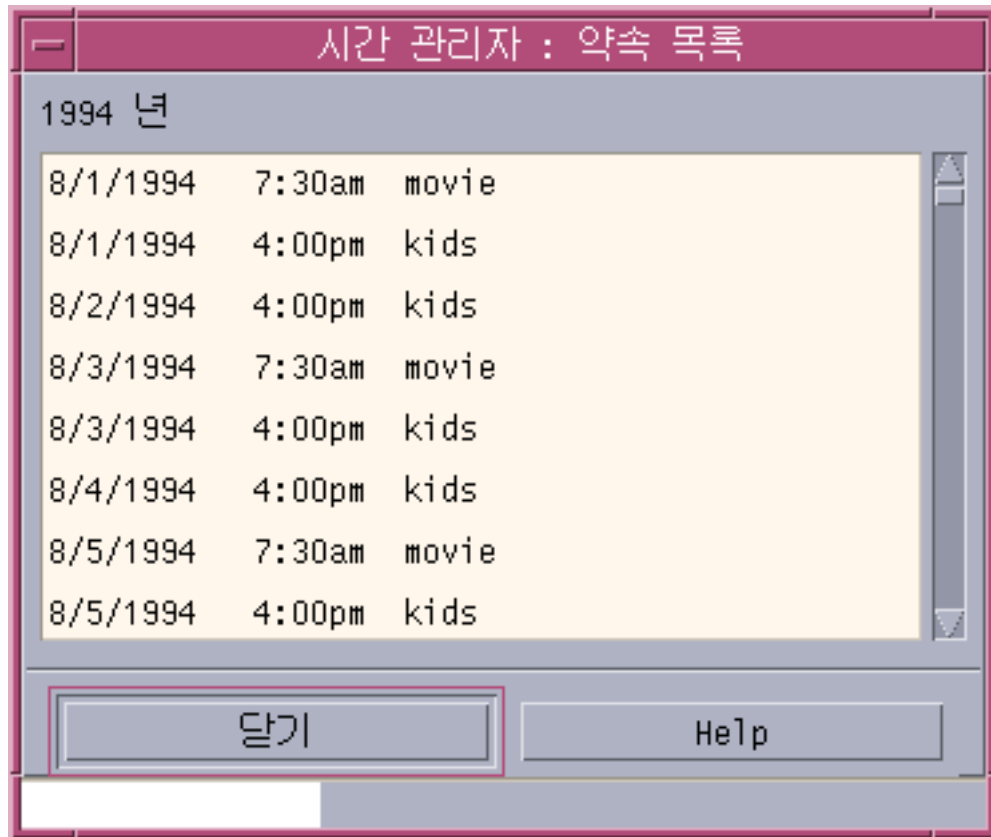 시간 관리자 : 약속 목록
1994 년
8/1/1994 7:30am movie
8/1/1994 4:00pm kids
8/2/1994 4:00pm kids
8/3/1994 7:30am movie
8/3/1994 4:00pm kids
8/4/1994 4:00pm kids
8/5/1994 7:30am movie
8/5/1994 4:00pm kids
닫기 Help